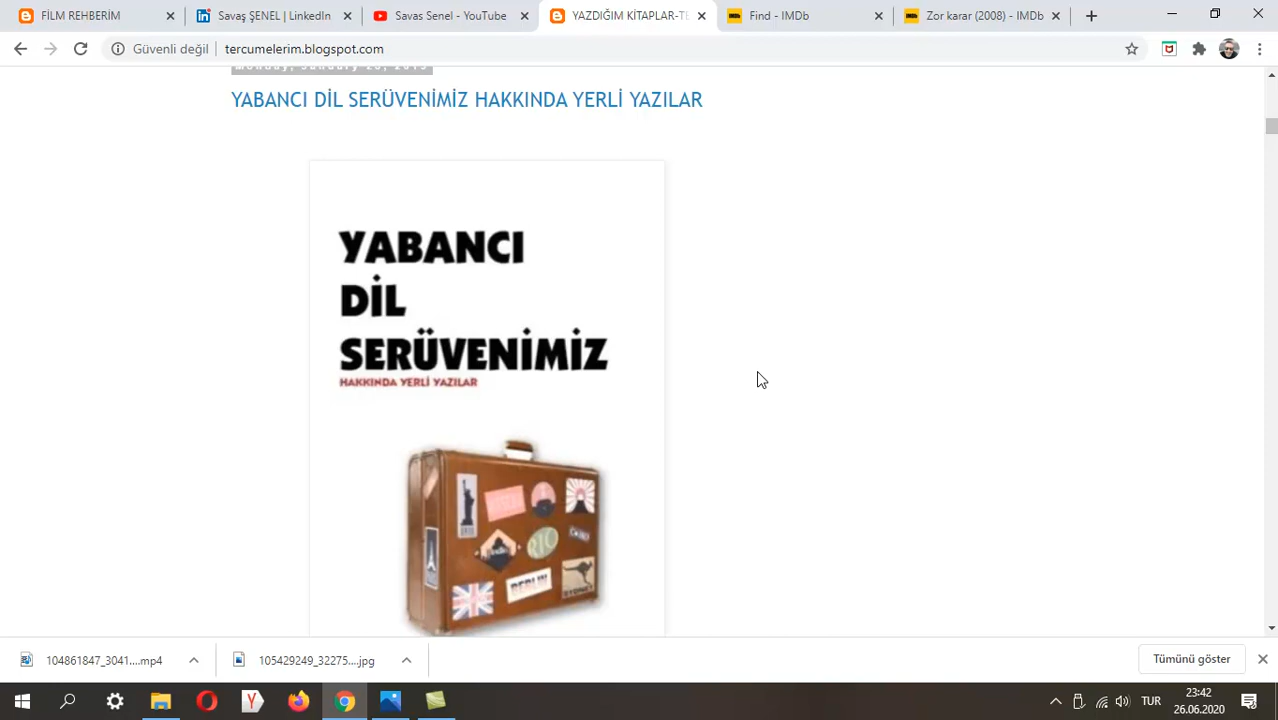 FİLM REHBERİM
Savaş ŞENEL | LinkedIn
Savas Senel - YouTube
YAZDIĞIM KİTAPLAR-TE
Find - IMDb
Zor karar (2008) - IMDb
Güvenli değil
tercumelerim.blogspot.com
YABANCI DİL SERÜVENİMİZ HAKKINDA YERLİ YAZILAR
YABANCI
DİL
SERÜVENİMİZ
HAKKINDA YERLİ YAZILAR
RIO
BERLIN
SYDNEY
104861847_3041....mp4
105429249_32275....jpg
Tümünü göster
TUR
23:42
26.06.2020